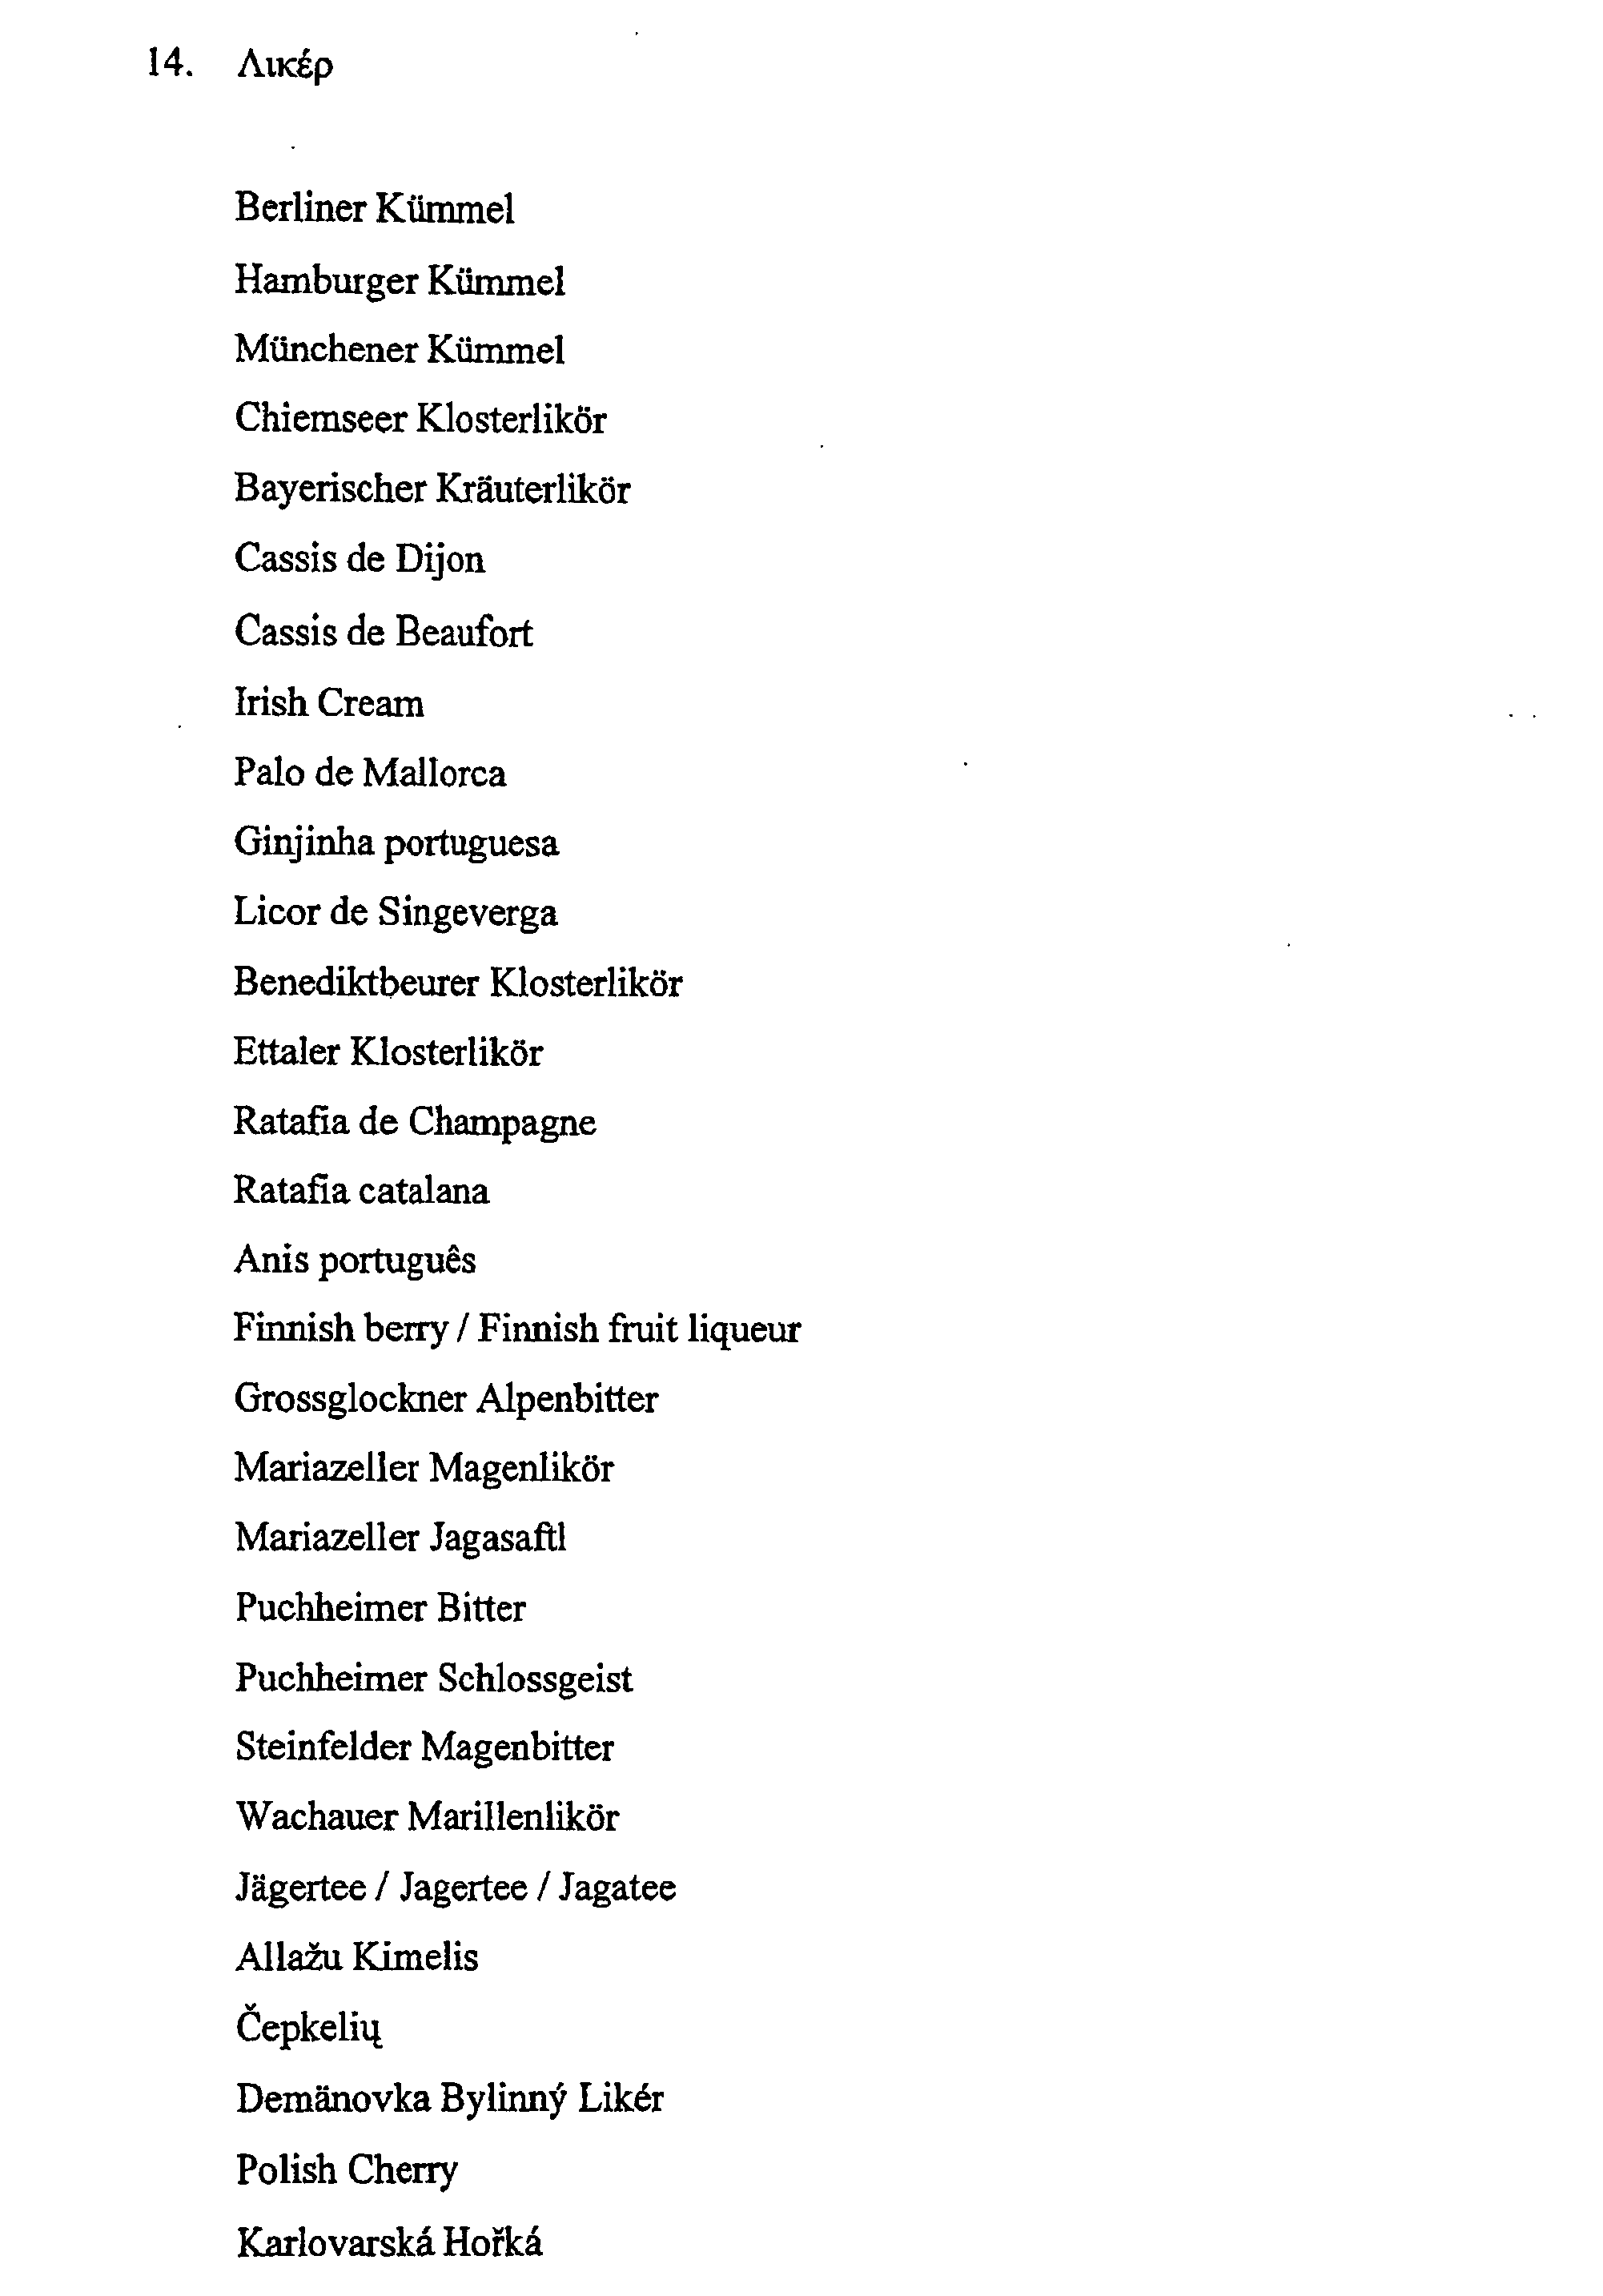 14. Λικέρ
Berliner Kümmel
Hamburger Kümmel
Münchener Kümmel
Chiemseer Klosterlikör
Bayerischer Kräuterlikör
Cassis de Dijon
Cassis de Beaufort
Irish Cream
Palo de Mallorca
Ginjinha portuguesa
Licor de Singeverga
Benediktbeurer Klosterlikör
Ettaler Klosterlikör
Ratafia de Champagne
Ratafia catalana
Anis português
Finnish berry / Finnish fruit liqueur
Grossglockner Alpenbitter
Mariazeller Magenlikör
Mariazeller Jagasaftl
Puchheimer Bitter
Puchheimer Schlossgeist
Steinfelder Magenbitter
Wachauer Marillenlikör
Jägertee / Jagertee / Jagatee
Allažu Kimelis
Čepkelių
Demänovka Bylinný Likér
Polish Cherry
Karlovarská Hořká